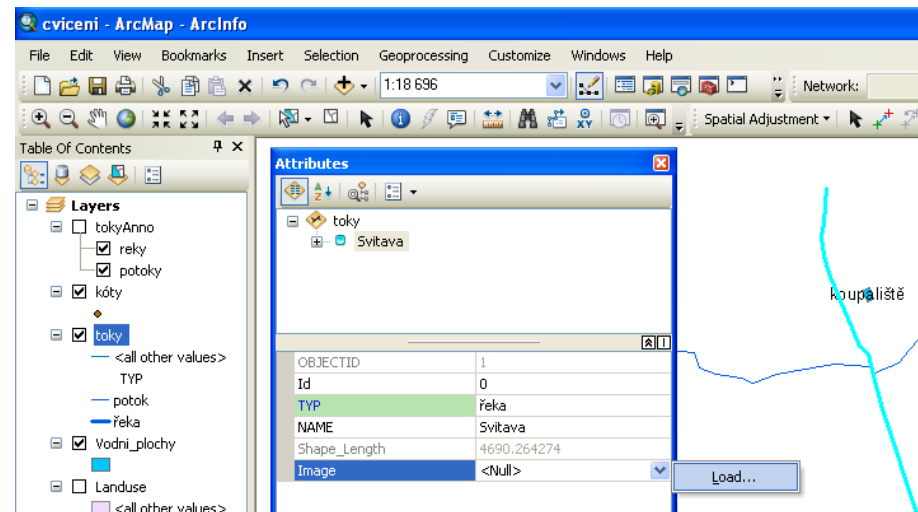 cviceni - ArcMap - ArcInfo
File Edit View Bookmarks Insert Selection Geoprocessing Customize Windows Help
1:18 696 Network:
Spatial Adjustment
Table Of Contents
Layers
tokyAnno
reky
potoky
kóty
toky
<all other values>
TYP
potok
řeka
Vodni_plochy
Landuse
<all other values>
Attributes
toky
Svitava
OBJECTID 1
Id 0
TYP řeka
NAME Svitava
Shape_Length 4690.264274
Image <Null>
Load...
koupaliště